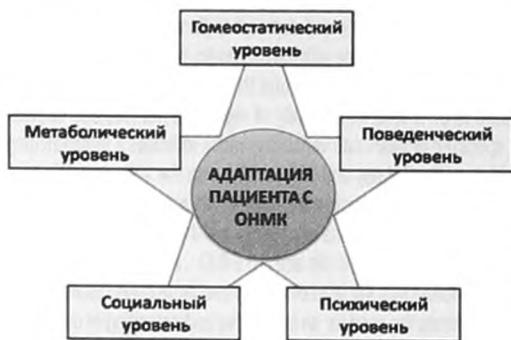 Гомеостатический
уровень
Метаболический
уровень
Поведенческий
уровень
АДАПТАЦИЯ
ПАЦИЕНТА С
ОНМК
Социальный
уровень
Психический
уровень